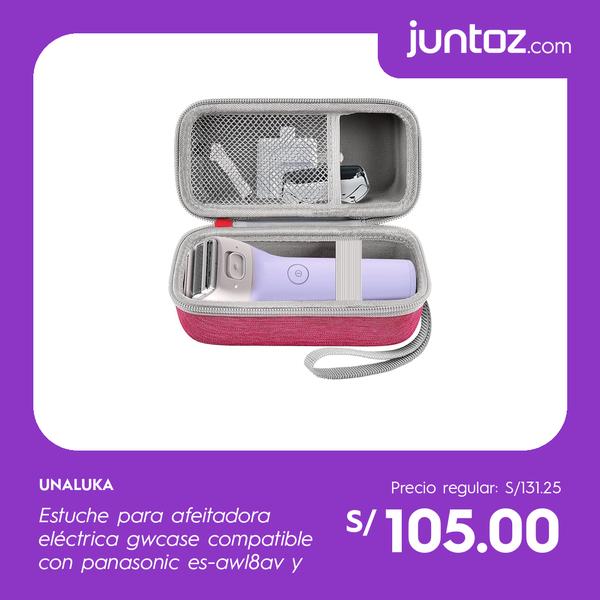 juntoz.com
UNALUKA
Estuche para afeitadora
eléctrica gwcase compatible
con panasonic es-awl8av y
Precio regular: S/131.25
S/105.00